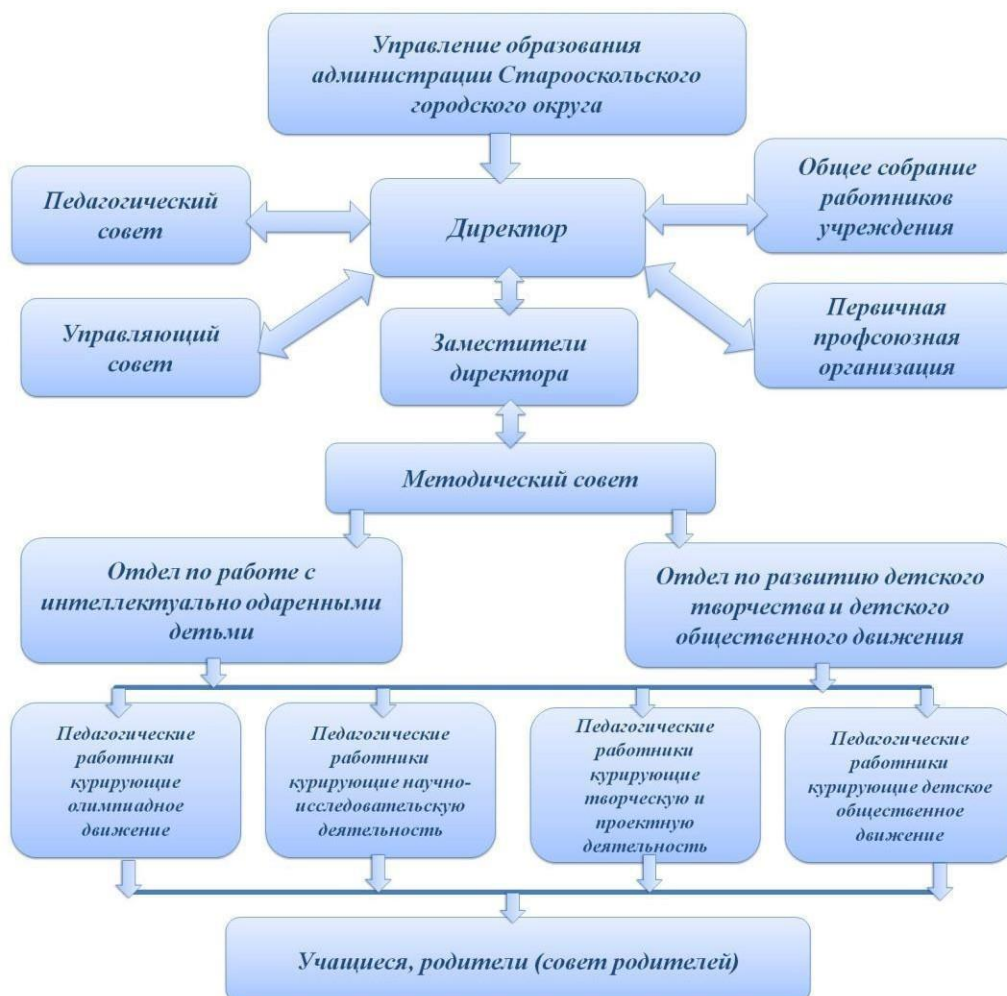 Управление образования
администрации Старооскольского
городского округа
Педагогический
совет
Директор
Общее собрание
работников
учреждения
Управляющий
совет
Заместители
директора
Первичная
профсоюзная
организация
Методический совет
Отдел по работе с
интеллектуально одаренными
детьми
Отдел по развитию детского
творчества и детского
общественного движения
Педагогические
работники
курирующие
олимпиадное
движение
Педагогические
работники
курирующие научно-
исследовательскую
деятельность
Педагогические
работники
курирующие
творческую и
проектную
деятельность
Педагогические
работники
курирующие детское
общественное
движение
Учащиеся, родители (совет родителей)